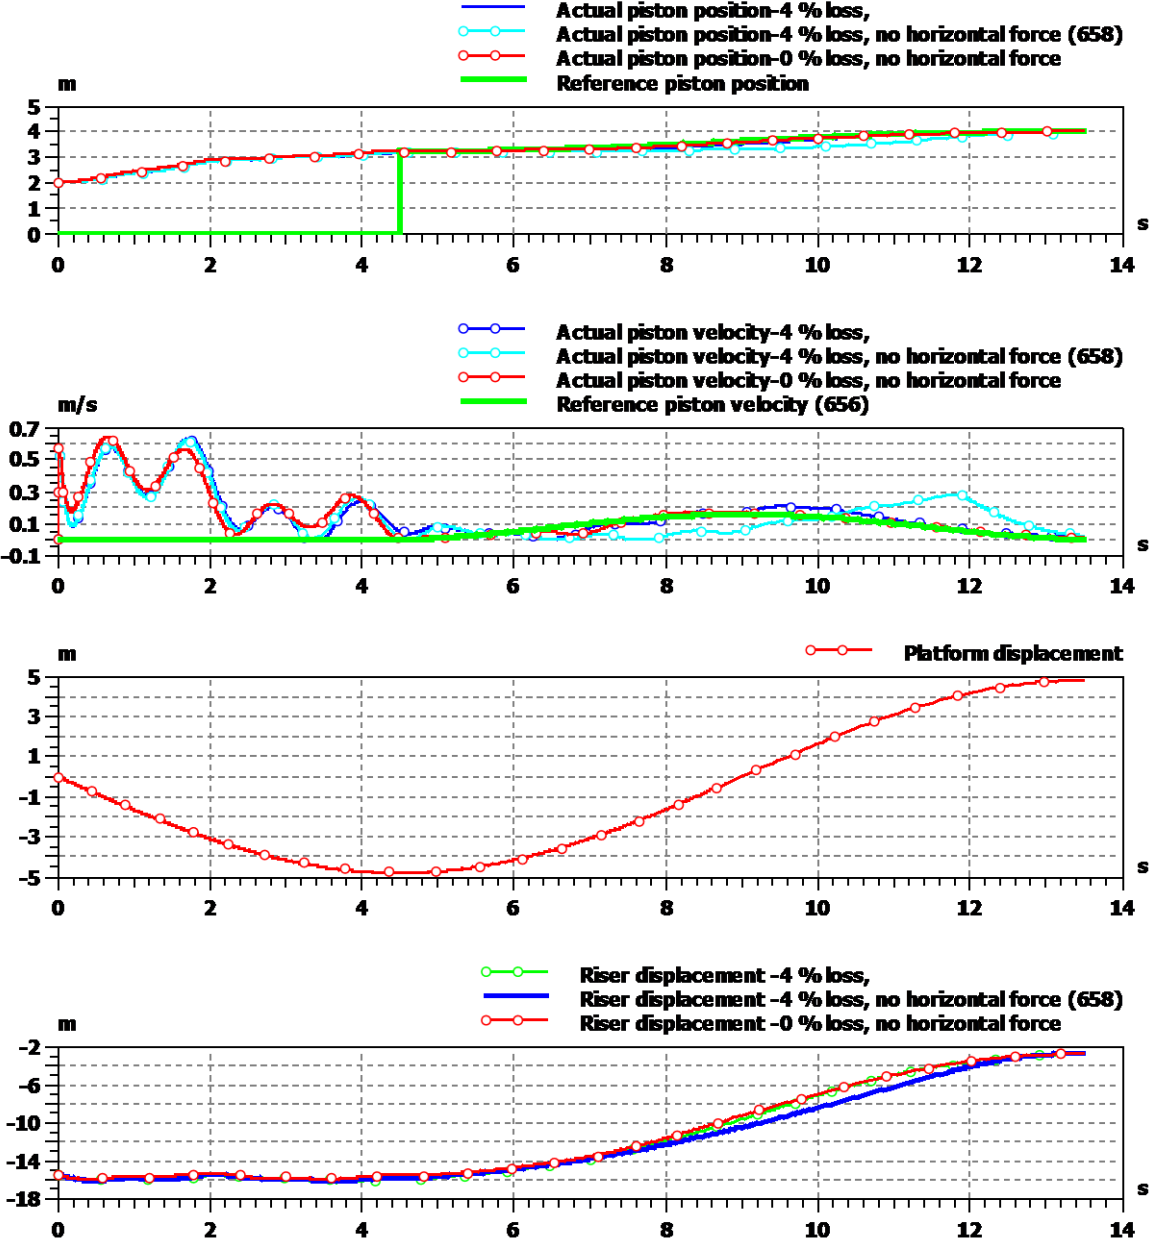 Actual piston position-4 % loss,
Actual piston position-4 % loss, no horizontal force (658)
Actual piston position-0 % loss, no horizontal force
Reference piston position
m
5
4
3
2
1
0
s
0 2 4 6 8 10 12 14
Actual piston velocity-4 % loss,
Actual piston velocity-4 % loss, no horizontal force (658)
Actual piston velocity-0 % loss, no horizontal force
Reference piston velocity (656)
m/s
0.7
0.5
0.3
0.1
-0.1
s
0 2 4 6 8 10 12 14
m
Platform displacement
5
3
1
-1
-3
-5
s
0 2 4 6 8 10 12 14
Riser displacement -4 % loss,
Riser displacement -4 % loss, no horizontal force (658)
Riser displacement -0 % loss, no horizontal force
m
-2
-6
-10
-14
-18
s
0 2 4 6 8 10 12 14